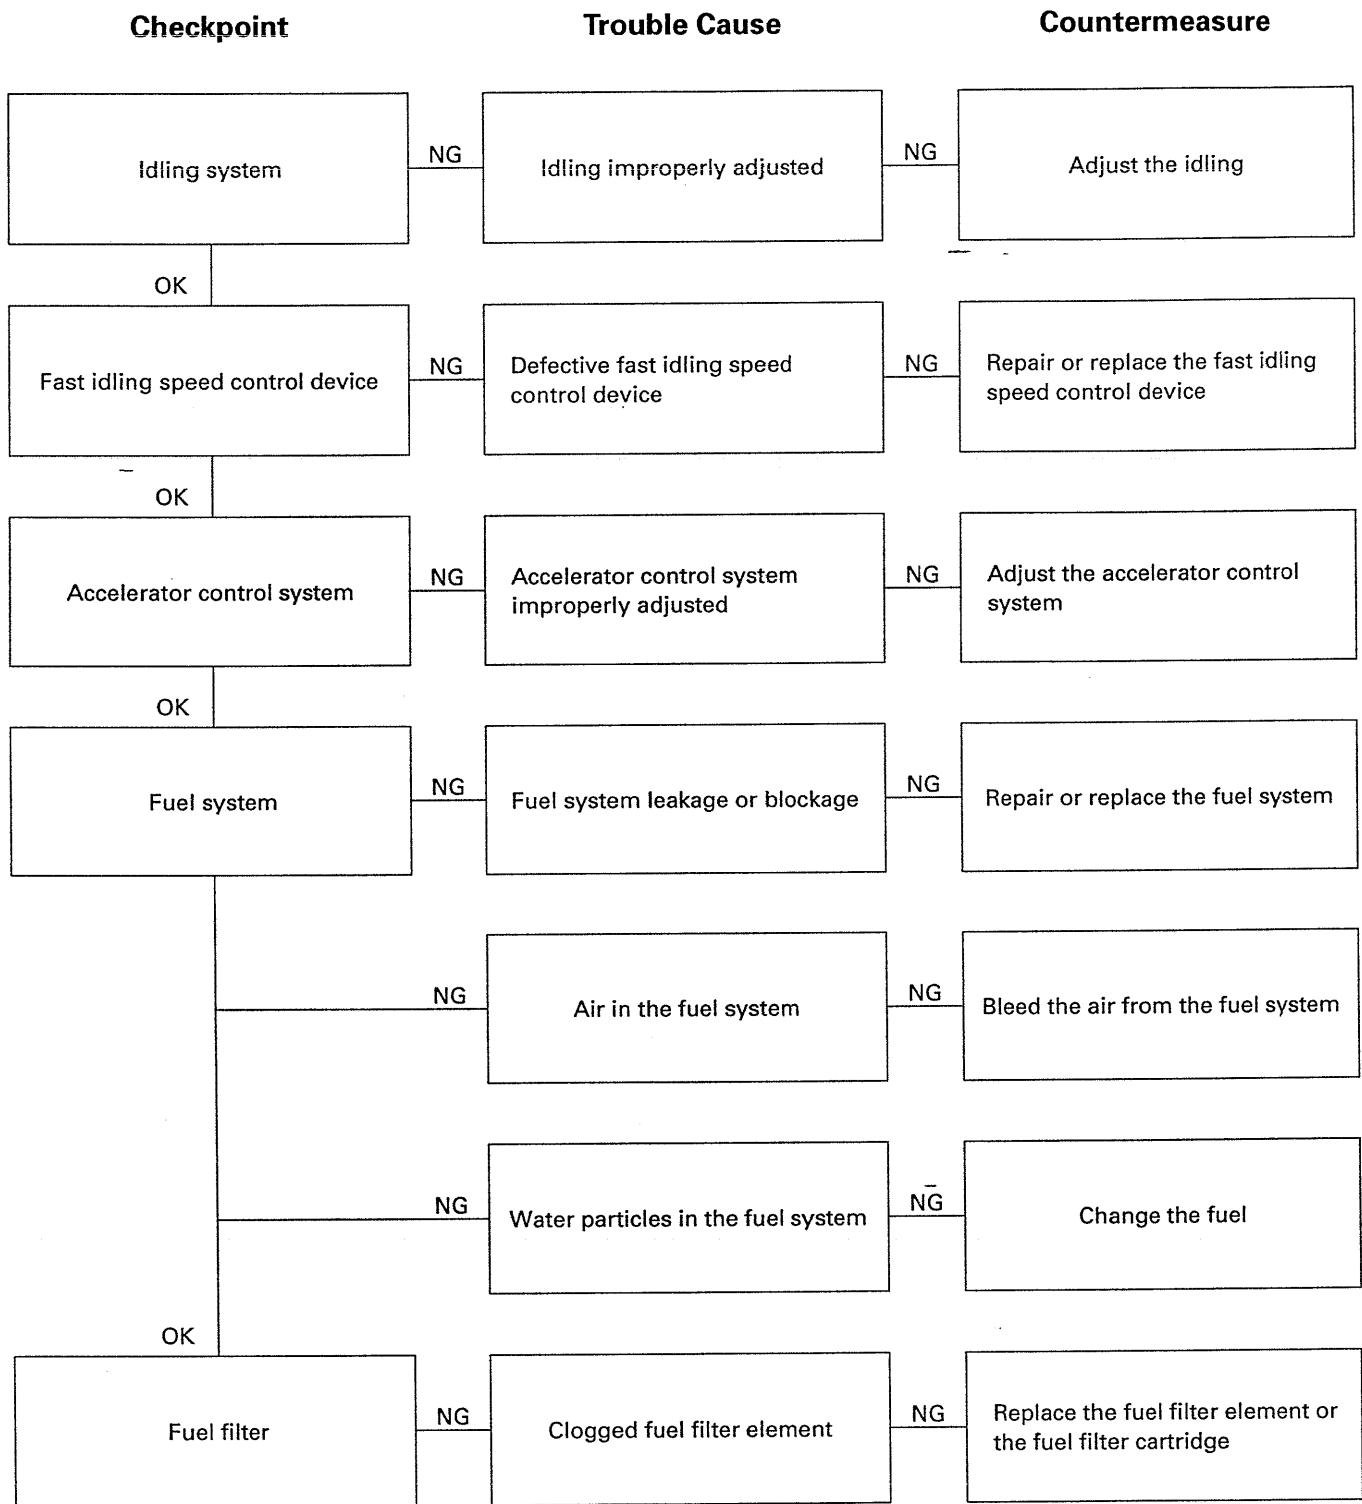 Checkpoint
Trouble Cause
Countermeasure
Idling system
NG
Idling improperly adjusted
NG
Adjust the idling
OK
Fast idling speed control device
NG
Defective fast idling speed
control device
NG
Repair or replace the fast idling
speed control device
OK
Accelerator control system
NG
Accelerator control system
improperly adjusted
NG
Adjust the accelerator control
system
OK
Fuel system
NG
Fuel system leakage or blockage
NG
Repair or replace the fuel system
NG
Air in the fuel system
NG
Bleed the air from the fuel system
NG
Water particles in the fuel system
NG
Change the fuel
OK
Fuel filter
NG
Clogged fuel filter element
NG
Replace the fuel filter element or
the fuel filter cartridge